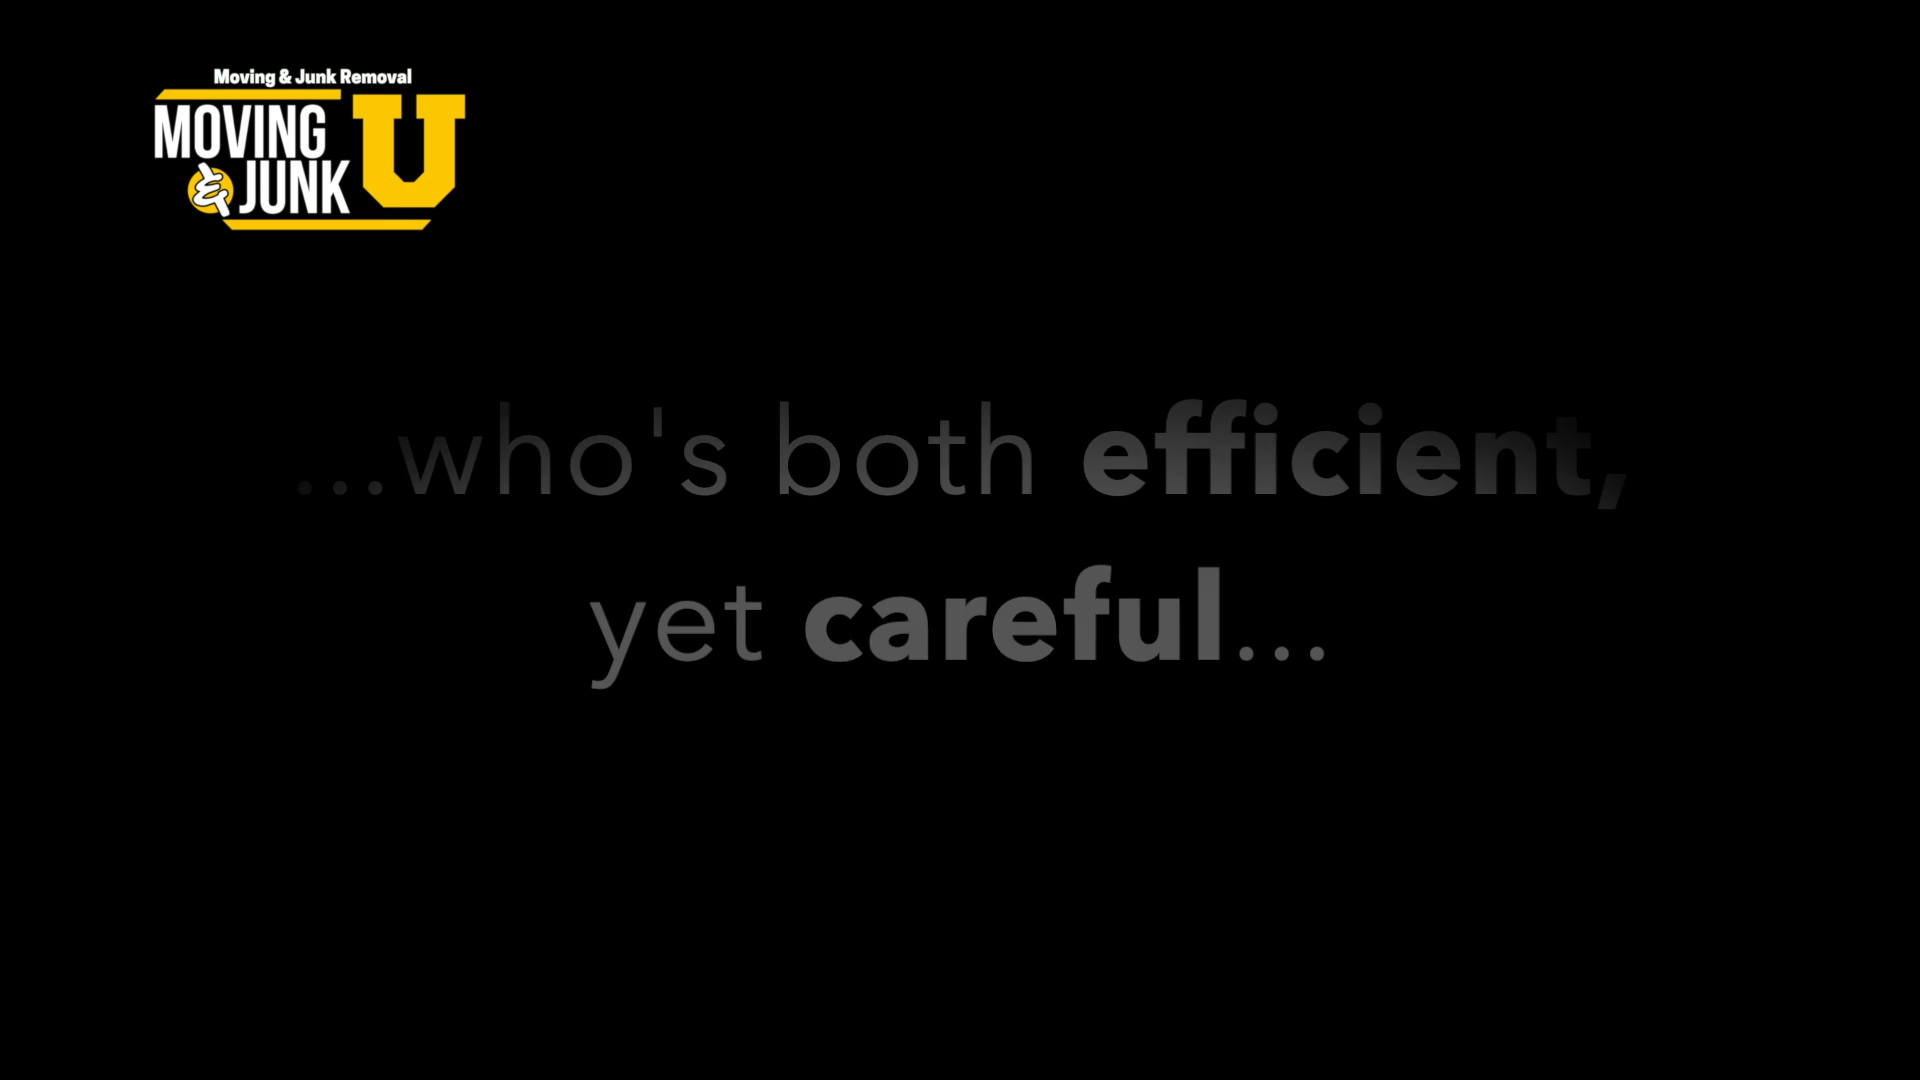 Moving & Junk Removal
MOVING
& JUNK
U
...who's both efficient,
yet careful...